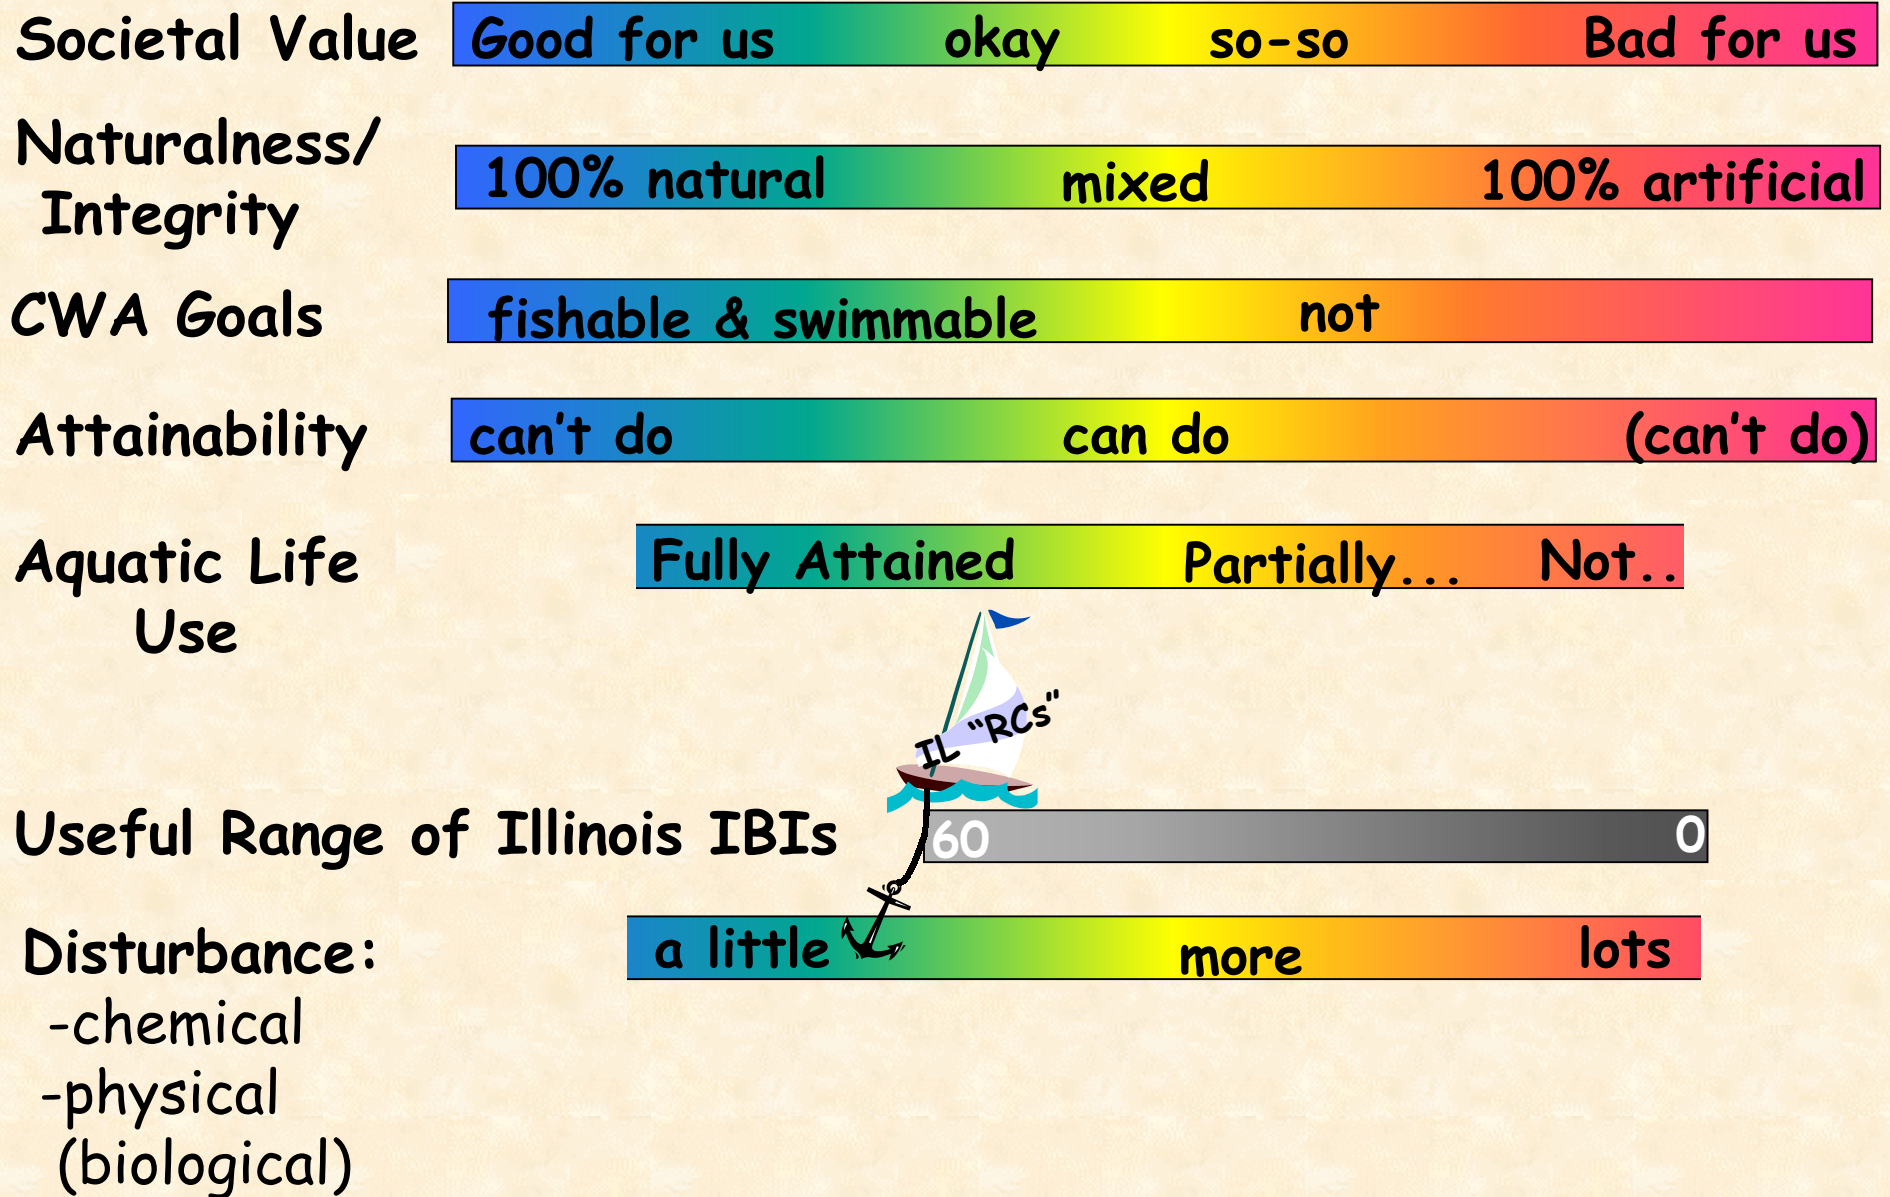 Societal Value Good for us okay so-so Bad for us
Naturalness/
Integrity
100% natural mixed 100% artificial
CWA Goals fishable & swimmable not
Attainability can't do can do (can't do)
Aquatic Life
Use
Fully Attained Partially... Not..
IL "RCs"
Useful Range of Illinois IBIs 60 0
Disturbance: a little more lots
-chemical
-physical
(biological)